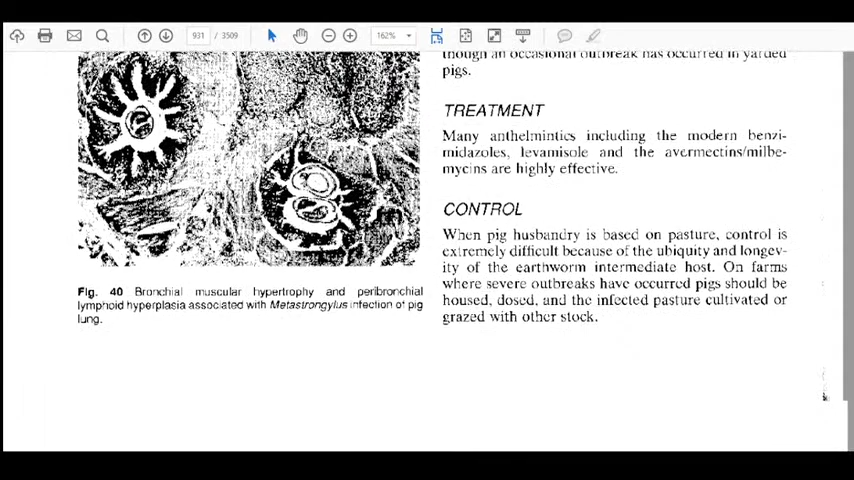 931 / 3509
162%
though an occasional outbreak has occurred in yarded
pigs.
TREATMENT
Many anthelmintics including the modern benzi-
midazoles, levamisole and the avermectins/milbe-
mycins are highly effective.
CONTROL
When pig husbandry is based on pasture, control is
extremely difficult because of the ubiquity and longev-
ity of the earthworm intermediate host. On farms
where severe outbreaks have occurred pigs should be
housed, dosed, and the infected pasture cultivated or
grazed with other stock.
Fig. 40 Bronchial muscular hypertrophy and peribronchial
lymphoid hyperplasia associated with Metastrongylus infection of pig
lung.